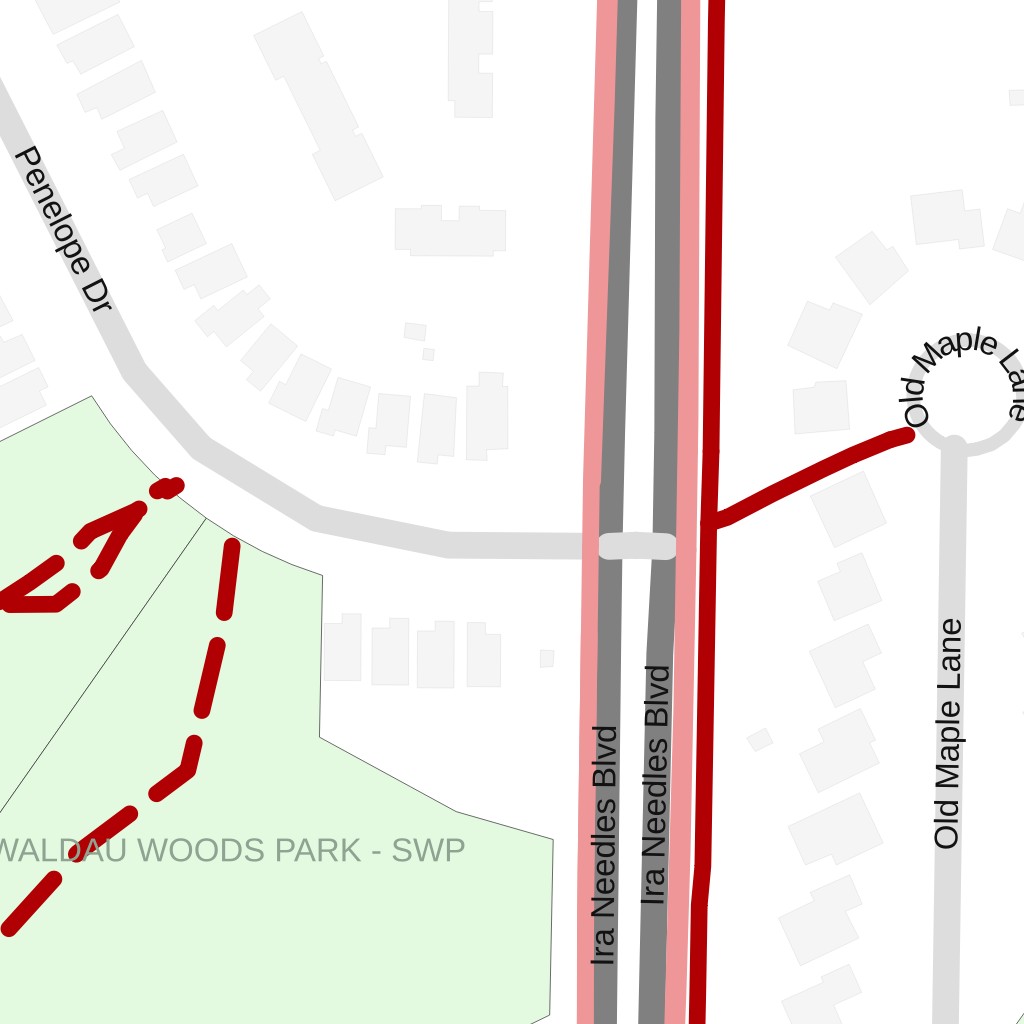 Penelope Dr
Old Maple Lane
Ira Needles Blvd
Ira Needles Blvd
Old Maple Lane
WALDAU WOODS PARK - SWP